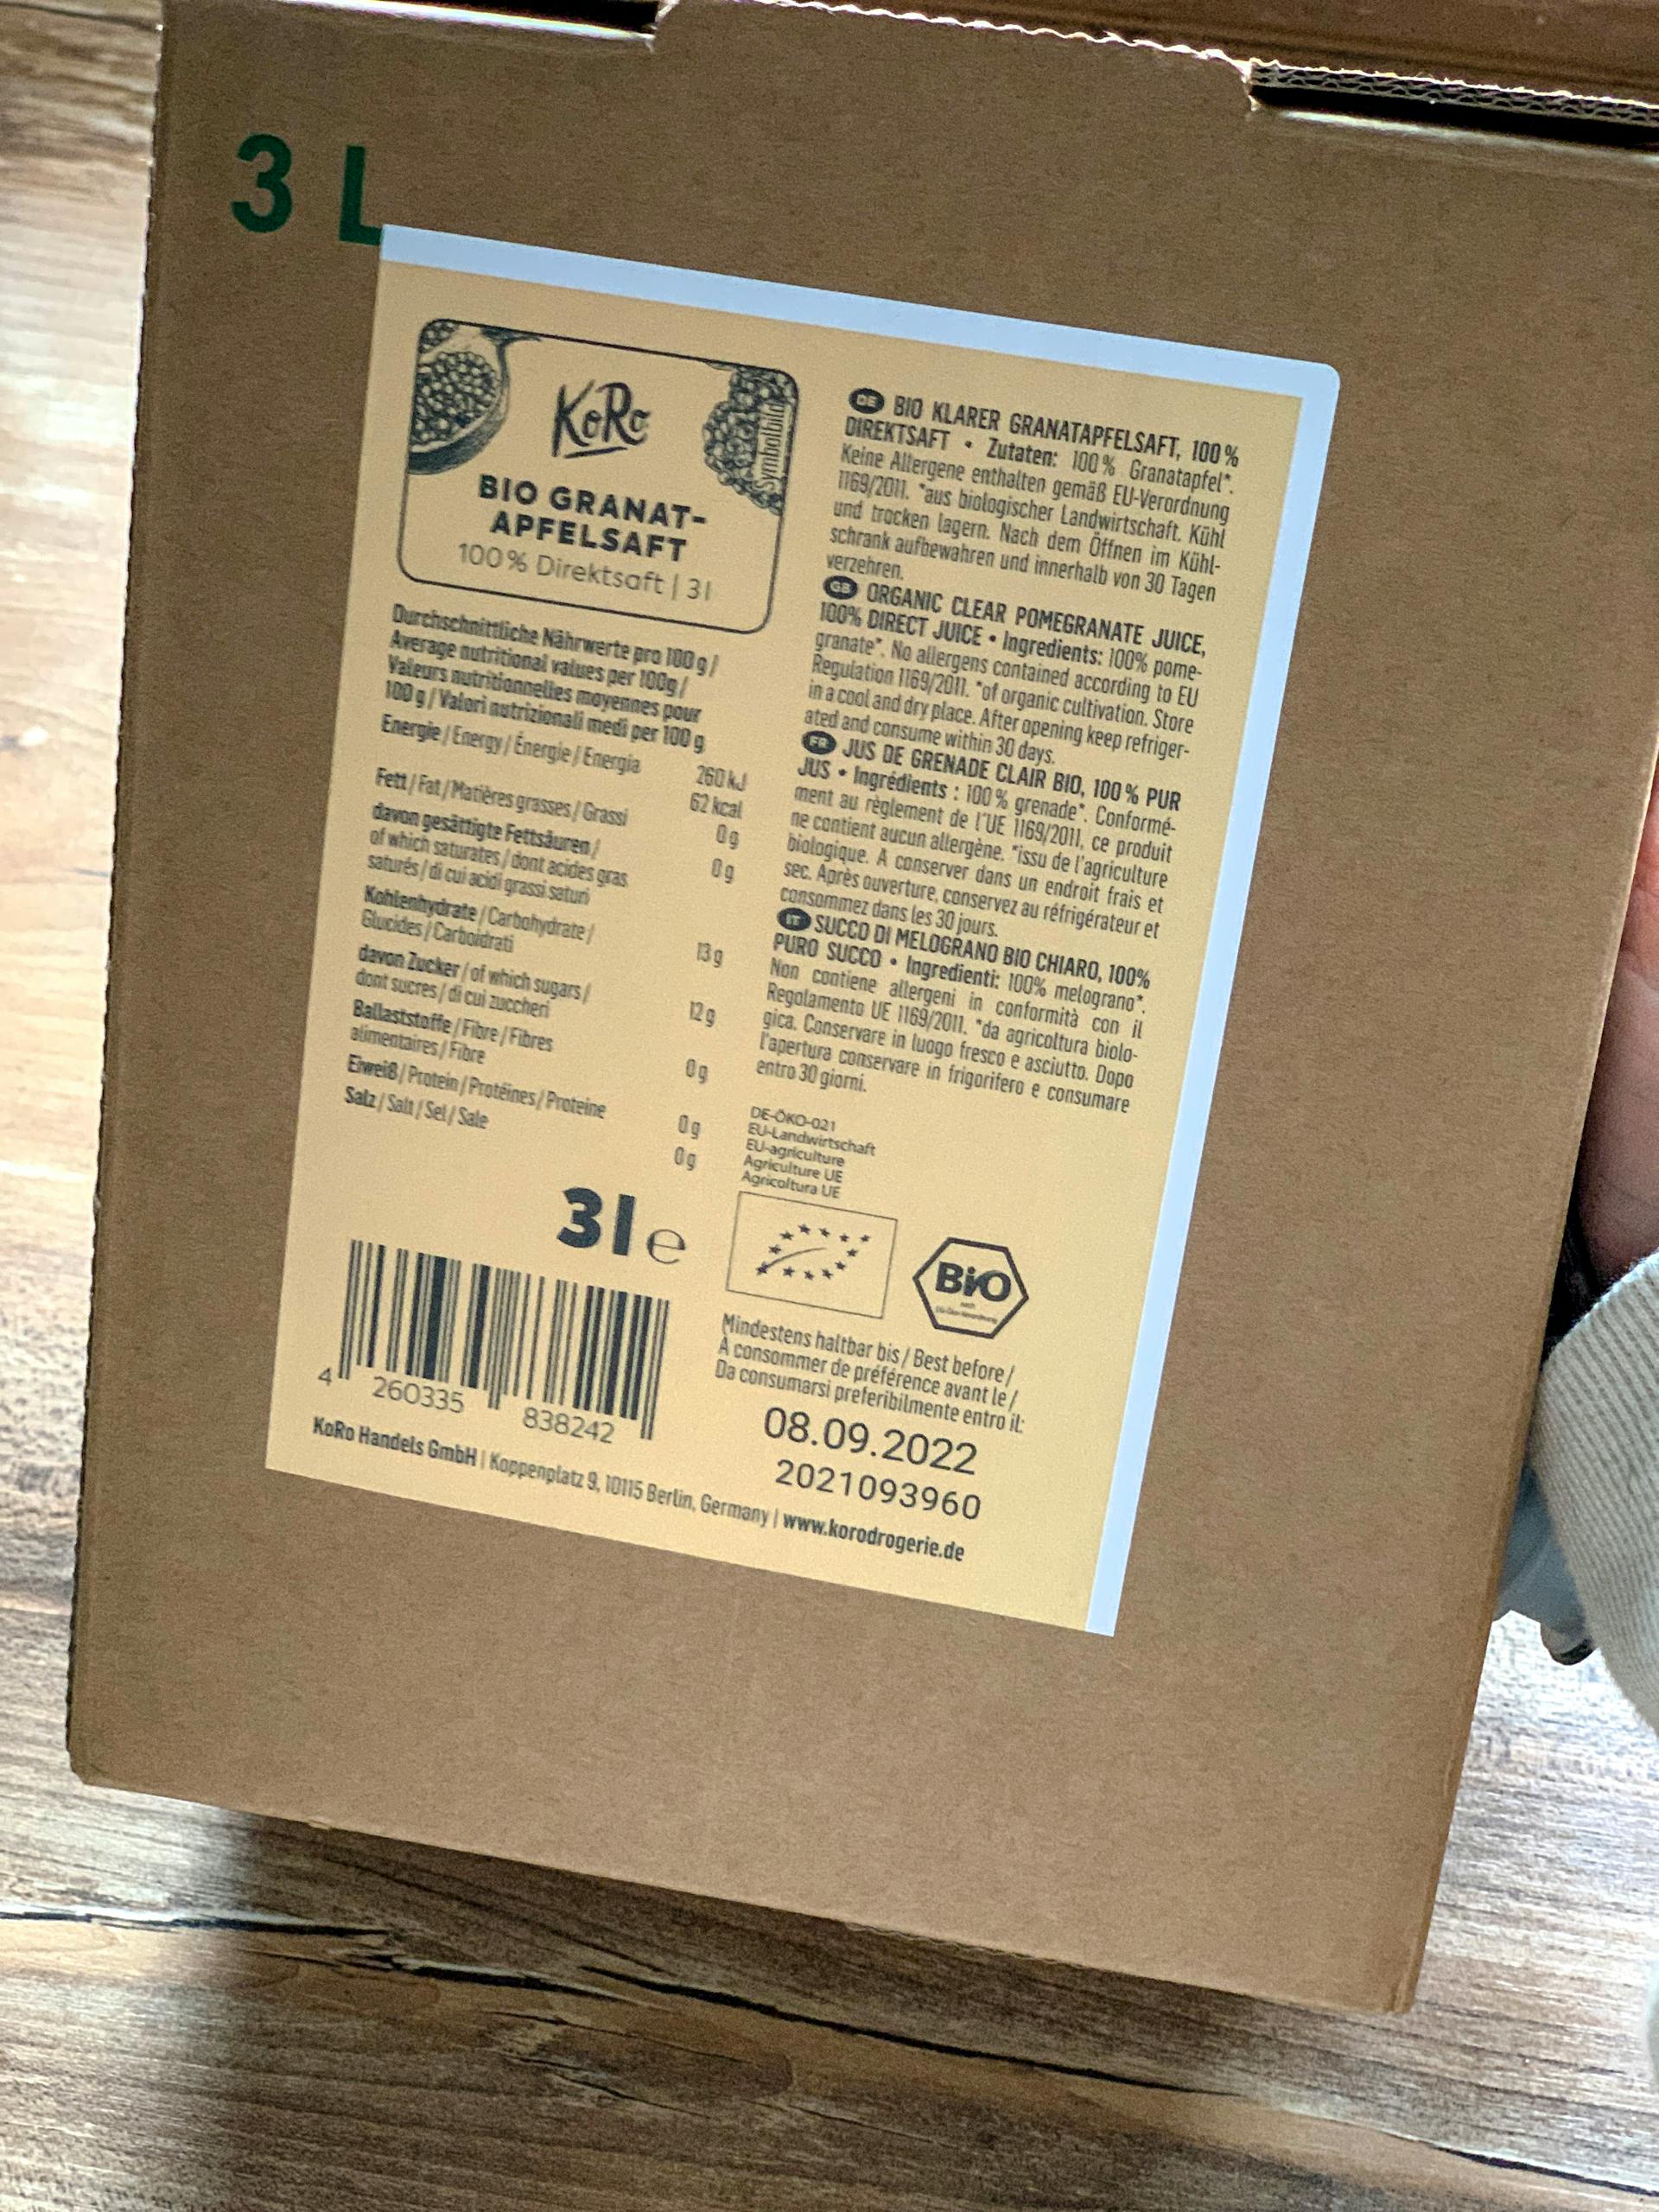 3 L
KoRo
Symbolbild
BIO GRANAT-
APFELSAFT
100 % Direktsaft | 3l
Durchschnittliche Nährwerte pro 100 g /
Average nutritional values per 100g /
Valeurs nutritionnelles moyennes pour
100 g / Valori nutrizionali medi per 100 g
Energie / Energy / Énergie / Energia 260 kJ
62 kcal
Fett / Fat / Matières grasses / Grassi 0 g
davon gesättigte Fettsäuren /
of which saturates / dont acides gras 0 g
saturés / di cui acidi grassi saturi
Kohlenhydrate / Carbohydrate /
Glucides / Carboidrati 13 g
davon Zucker / of which sugars /
dont sucres / di cui zuccheri 12 g
Ballaststoffe / Fibre / Fibres
alimentaires / Fibre 0 g
Eiweiß / Protein / Protéines / Proteine 0 g
Salz / Salt / Sel / Sale 0 g
3l e
4 260335 838242
DE BIO KLARER GRANATAPFELSAFT, 100 %
DIREKTSAFT • Zutaten: 100 % Granatapfel*.
Keine Allergene enthalten gemäß EU-Verordnung
1169/2011. *aus biologischer Landwirtschaft. Kühl
und trocken lagern. Nach dem Öffnen im Kühl-
schrank aufbewahren und innerhalb von 30 Tagen
verzehren.
GB ORGANIC CLEAR POMEGRANATE JUICE,
100% DIRECT JUICE • Ingredients: 100% pome-
granate*. No allergens contained according to EU
Regulation 1169/2011. *of organic cultivation. Store
in a cool and dry place. After opening keep refriger-
ated and consume within 30 days.
FR JUS DE GRENADE CLAIR BIO, 100 % PUR
JUS • Ingrédients : 100 % grenade*. Conformé-
ment au règlement de l'UE 1169/2011, ce produit
ne contient aucun allergène. *issu de l'agriculture
biologique. A conserver dans un endroit frais et
sec. Après ouverture, conservez au réfrigérateur et
consommez dans les 30 jours.
IT SUCCO DI MELOGRANO BIO CHIARO, 100%
PURO SUCCO • Ingredienti: 100% melograno*.
Non contiene allergeni in conformità con il
Regolamento UE 1169/2011. *da agricoltura biolo-
gica. Conservare in luogo fresco e asciutto. Dopo
l'apertura conservare in frigorifero e consumare
entro 30 giorni.
DE-ÖKO-021
EU-Landwirtschaft
EU-agriculture
Agriculture UE
Agricoltura UE
Bio
Mindestens haltbar bis / Best before /
À consommer de préférence avant le /
Da consumarsi preferibilmente entro il:
08.09.2022
2021093960
KoRo Handels GmbH | Koppenplatz 9, 10115 Berlin, Germany | www.korodrogerie.de